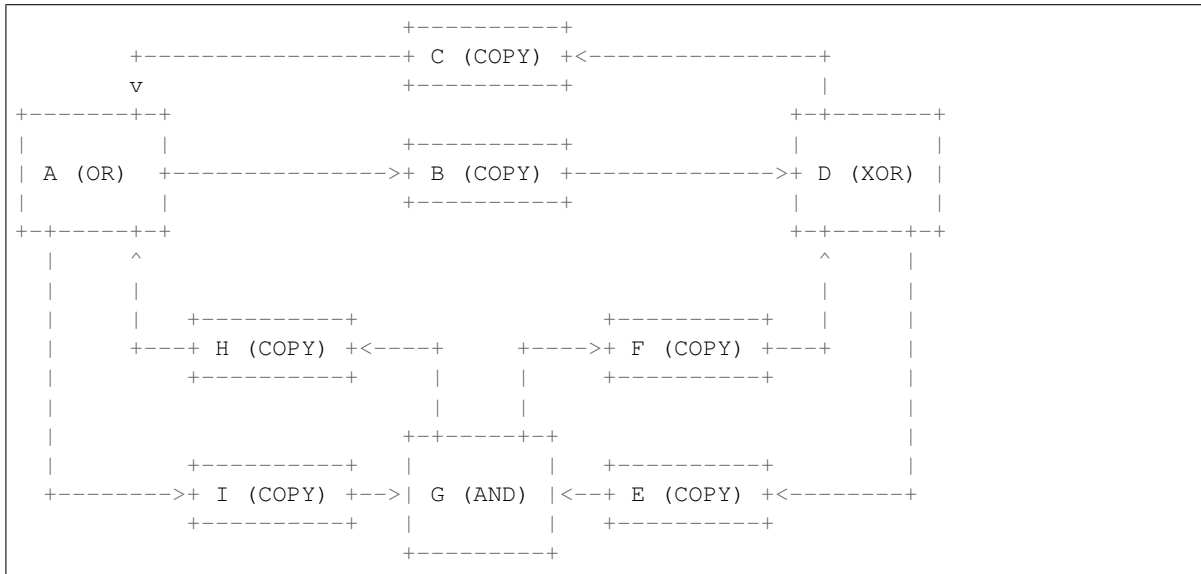 C (COPY)
A (OR) B (COPY) D (XOR)
H (COPY) F (COPY)
I (COPY) G (AND) E (COPY)